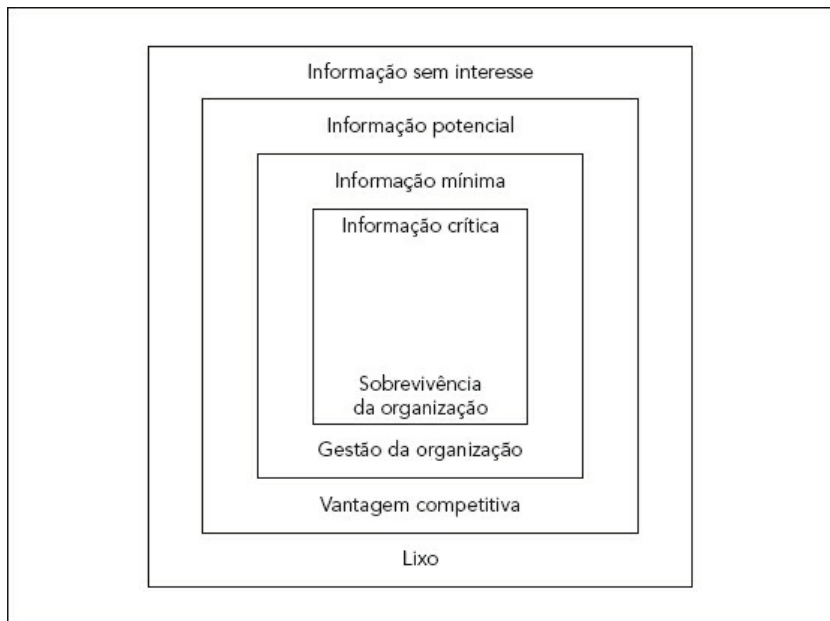 Informação sem interesse
Informação potencial
Informação mínima
Informação crítica
Sobrevivência
da organização
Gestão da organização
Vantagem competitiva
Lixo